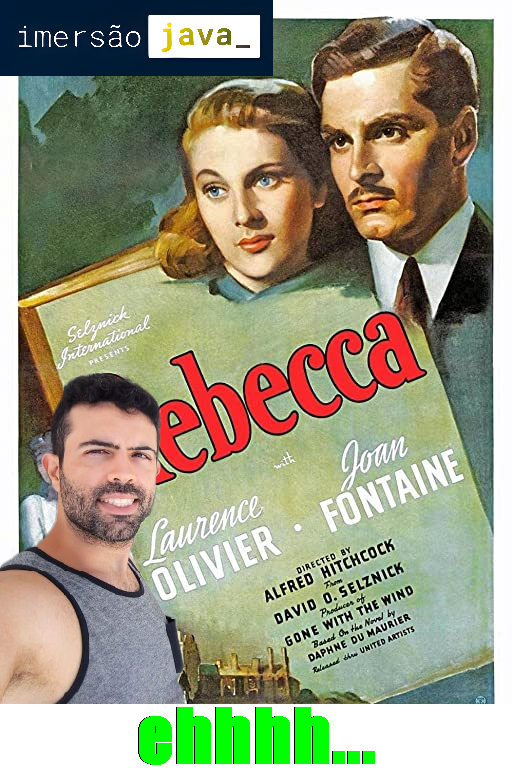 imersão java_
Selznick
International
PRESENTS
Rebecca
with
Laurence
OLIVIER · Joan
FONTAINE
DIRECTED BY
ALFRED HITCHCOCK
From
DAVID O. SELZNICK
Producer of
GONE WITH THE WIND
Based On the Novel by
DAPHNE DU MAURIER
Released thru UNITED ARTISTS
ehhhh...